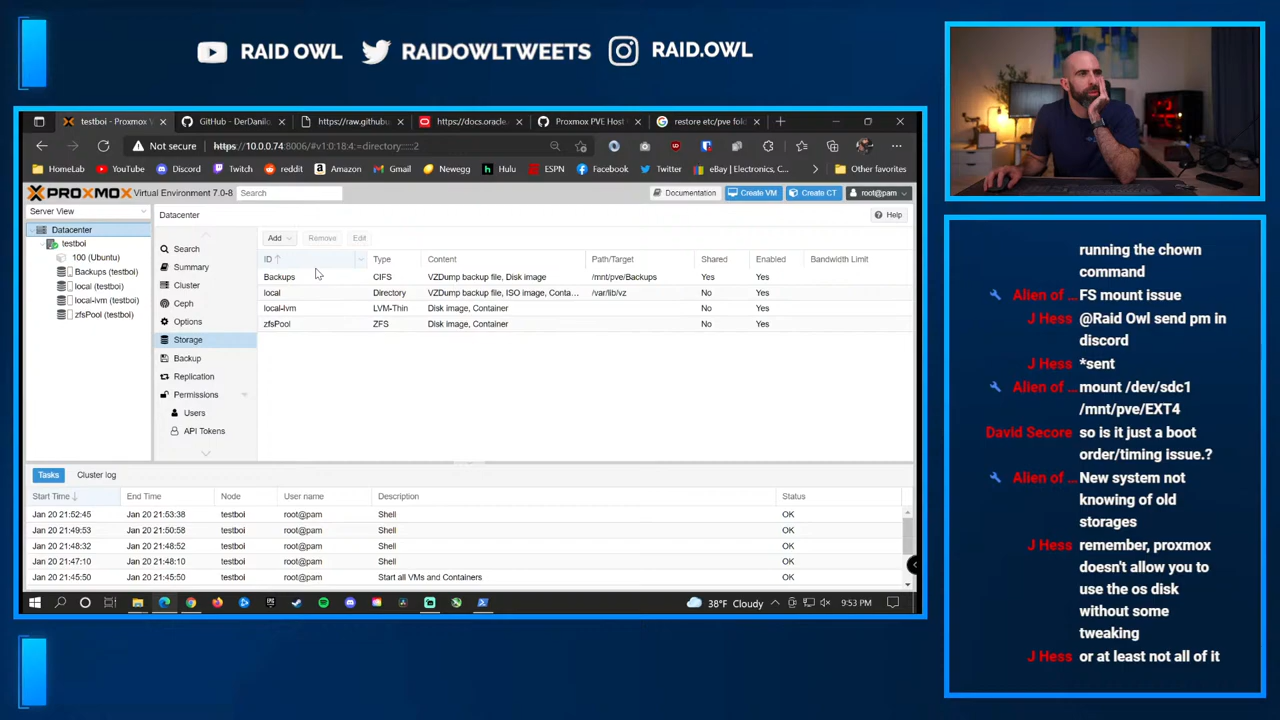 RAID OWL RAIDOWLTWEETS RAID.OWL
testboi - Proxmox V
GitHub - DerDanilo
https://raw.githubu
https://docs.oracle.
Proxmox PVE Host
restore etc/pve fold
Not secure https://10.0.0.74:8006/#v1:0:18:4:=directory:::::2
HomeLab YouTube Discord Twitch reddit Amazon Gmail Newegg Hulu ESPN Facebook eBay | Electronics, C... Other favorites
PROXMOX Virtual Environment 7.0-8 Search Documentation Create VM Create CT root@pam
Server View
Datacenter
testboi
100 (Ubuntu)
Backups (testboi)
local (testboi)
local-lvm (testboi)
zfsPool (testboi)
Datacenter Help
Search
Summary
Cluster
Ceph
Options
Storage
Backup
Replication
Permissions
Users
API Tokens
Add Remove Edit
ID Type Content Path/Target Shared Enabled Bandwidth Limit
Backups CIFS VZDump backup file, Disk image /mnt/pve/Backups Yes Yes
local Directory VZDump backup file, ISO image, Conta... /var/lib/vz No Yes
local-lvm LVM-Thin Disk image, Container No Yes
zfsPool ZFS Disk image, Container No Yes
Tasks Cluster log
Start Time End Time Node User name Description Status
Jan 20 21:52:45 Jan 20 21:53:38 testboi root@pam Shell OK
Jan 20 21:49:53 Jan 20 21:50:58 testboi root@pam Shell OK
Jan 20 21:48:32 Jan 20 21:48:52 testboi root@pam Shell OK
Jan 20 21:47:10 Jan 20 21:48:10 testboi root@pam Shell OK
Jan 20 21:45:50 Jan 20 21:45:50 testboi root@pam Start all VMs and Containers OK
38°F Cloudy 9:53 PM
running the chown
command
Alien of ... FS mount issue
J Hess @Raid Owl send pm in
discord
J Hess *sent
Alien of ... mount /dev/sdc1
/mnt/pve/EXT4
David Secore so is it just a boot
order/timing issue.?
Alien of ... New system not
knowing of old
storages
J Hess remember, proxmox
doesn't allow you to
use the os disk
without some
tweaking
J Hess or at least not all of it